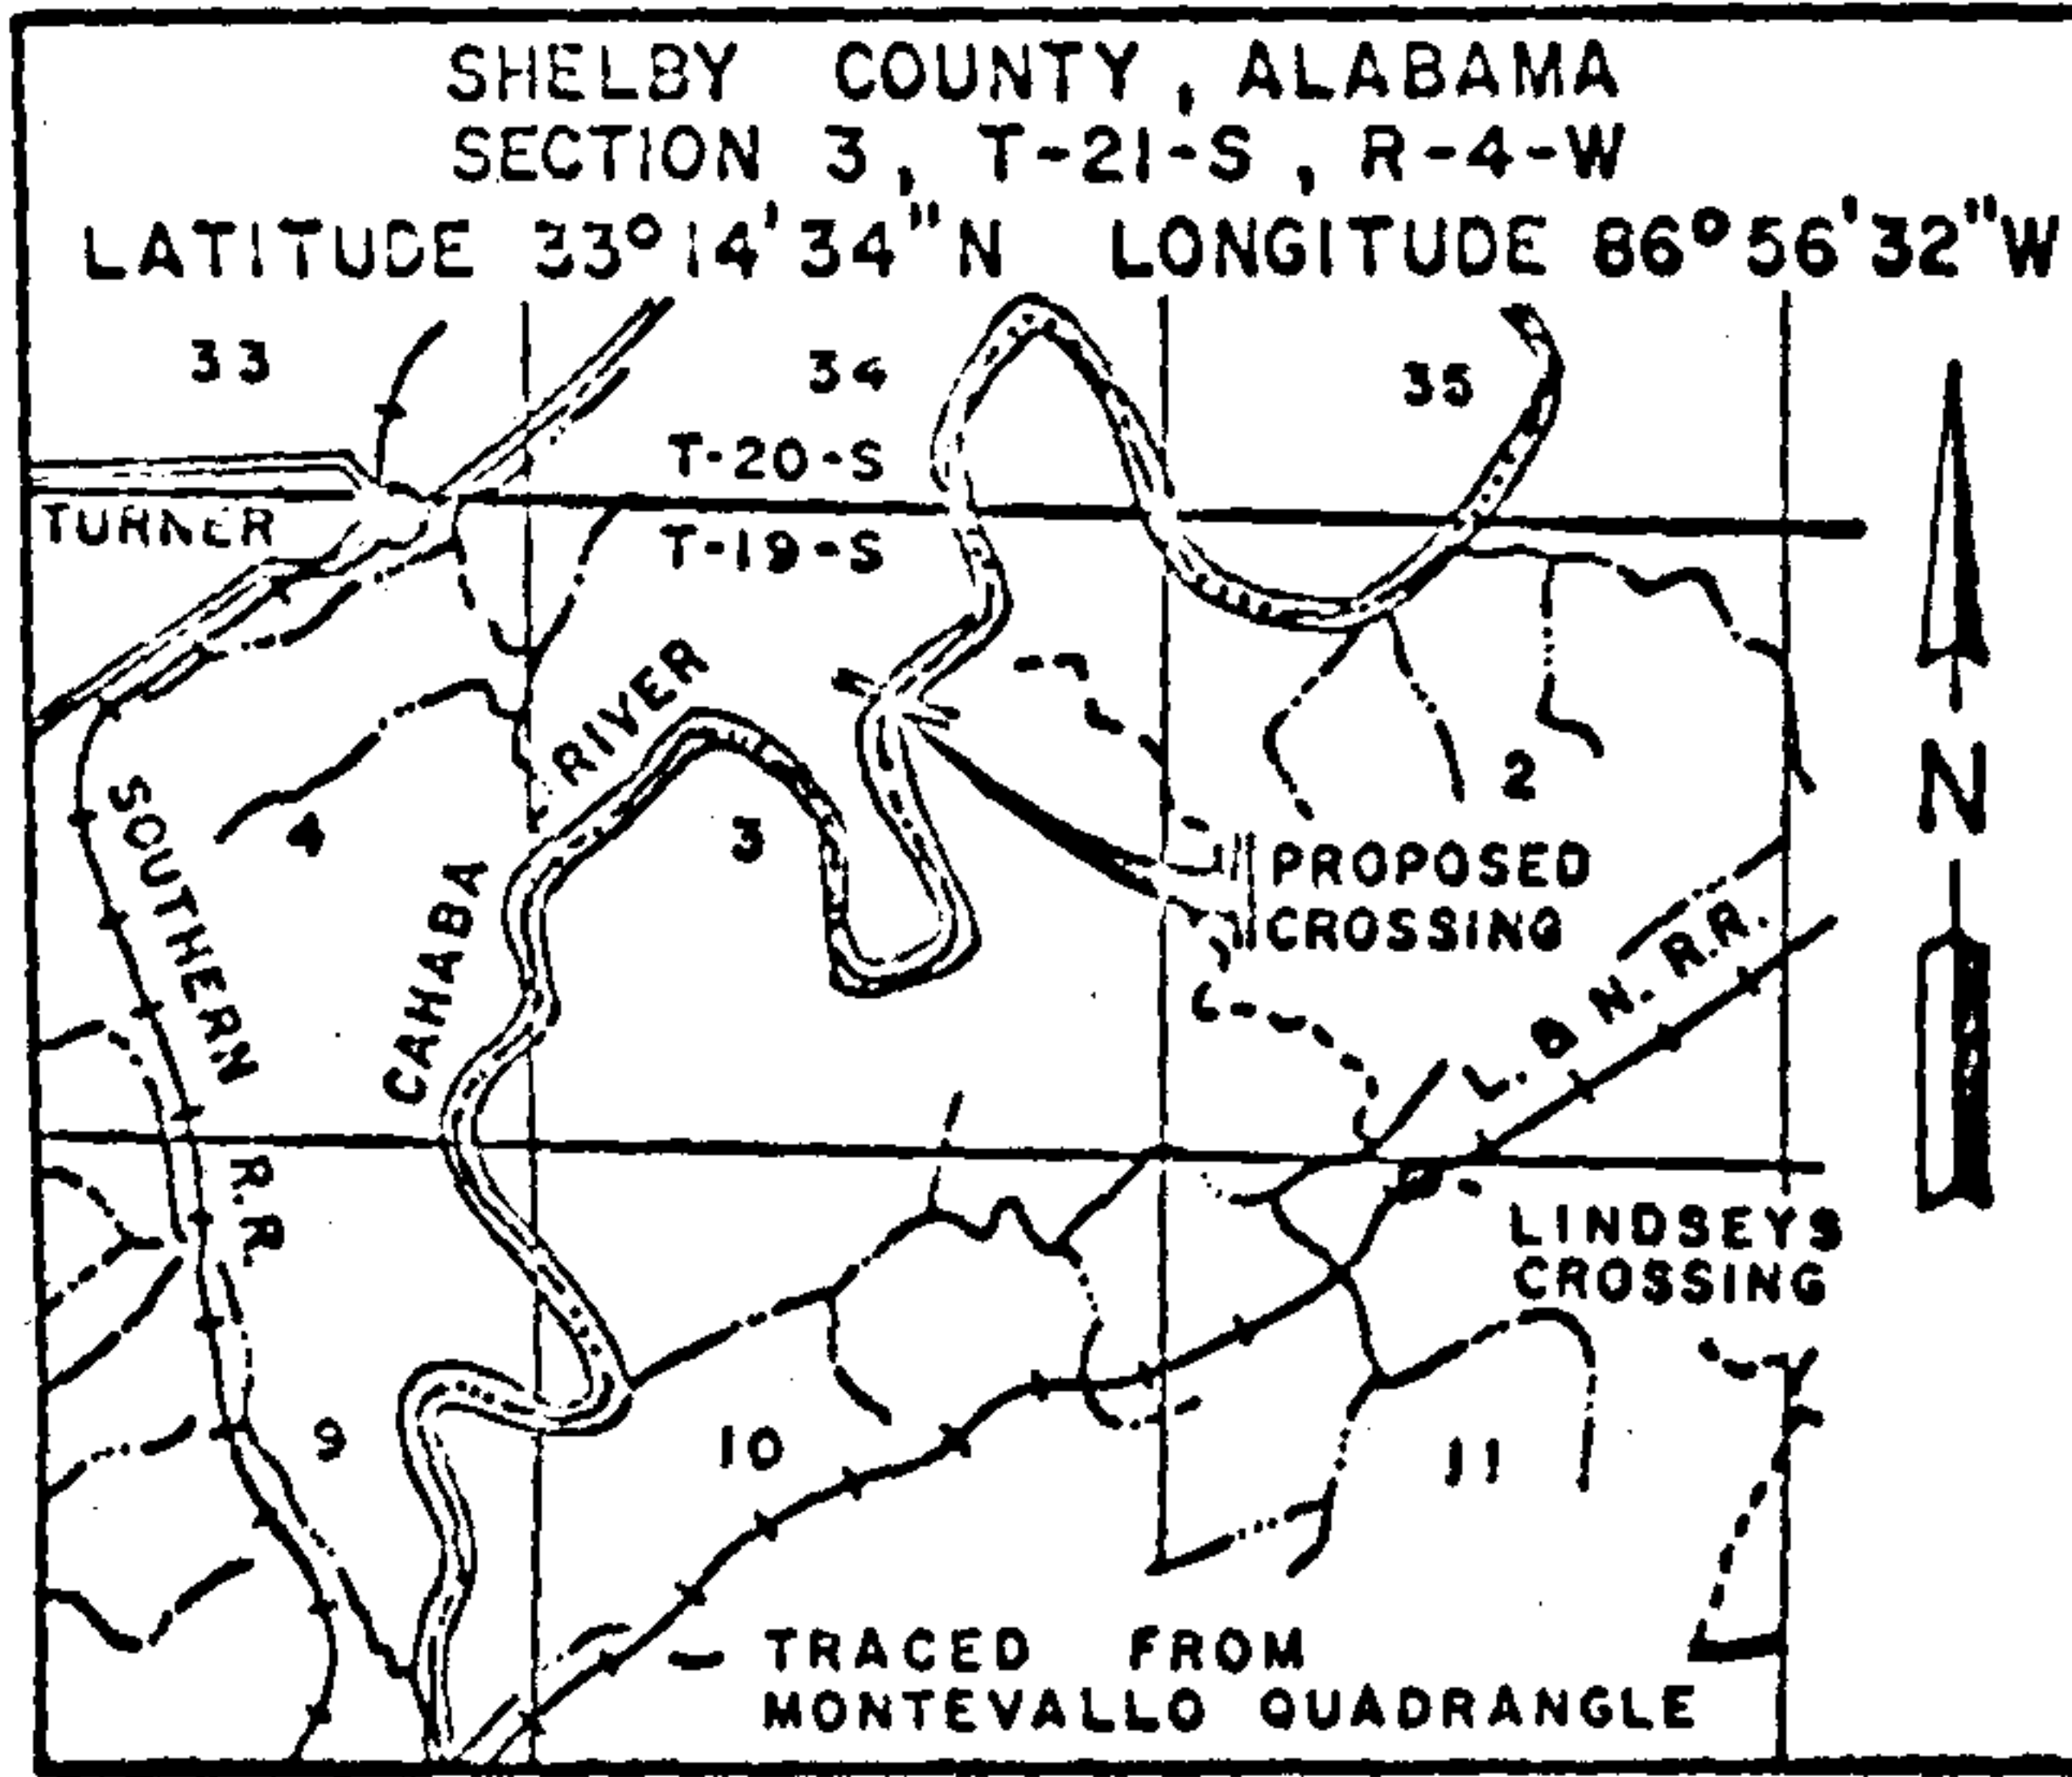 SHELBY COUNTY, ALABAMA
SECTION 3, T-21-S, R-4-W
LATITUDE 33°14'34"N LONGITUDE 86°56'32"W
33
34
35
T-20-S
TURNER
T-19-S
RIVER
2
4
3
SOUTHERN
PROPOSED
CROSSING
CAHABA
N
L. & N. R.R.
R.R.
LINDSEYS
CROSSING
9
10
11
TRACED FROM
MONTEVALLO QUADRANGLE